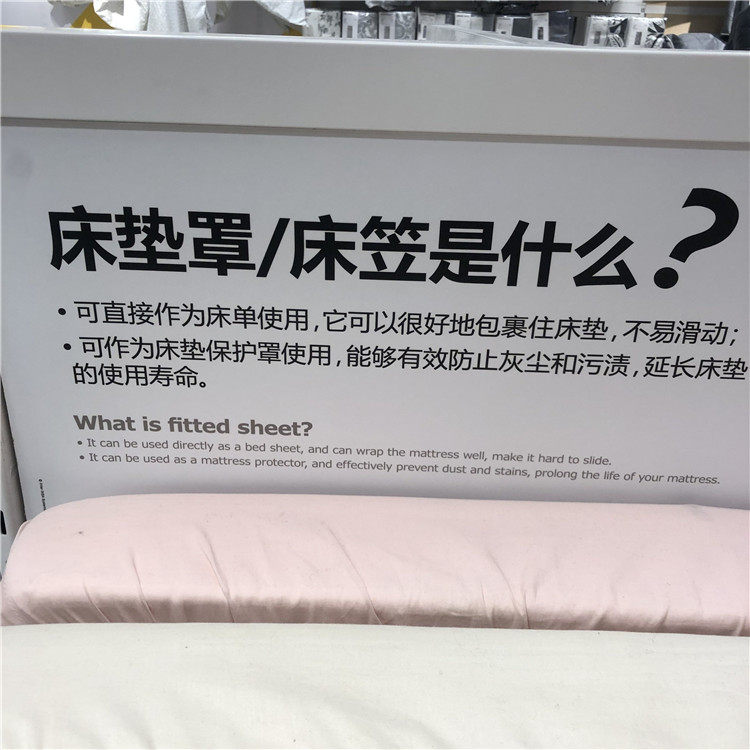 床垫罩/床笠是什么?
• 可直接作为床单使用,它可以很好地包裹住床垫,不易滑动;
• 可作为床垫保护罩使用,能够有效防止灰尘和污渍,延长床垫
的使用寿命。
What is fitted sheet?
• It can be used directly as a bed sheet, and can wrap the mattress well, make it hard to slide.
• It can be used as a mattress protector, and effectively prevent dust and stains, prolong the life of your mattress.